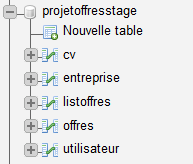 projetoffresstage
Nouvelle table
cv
entreprise
listoffres
offres
utilisateur